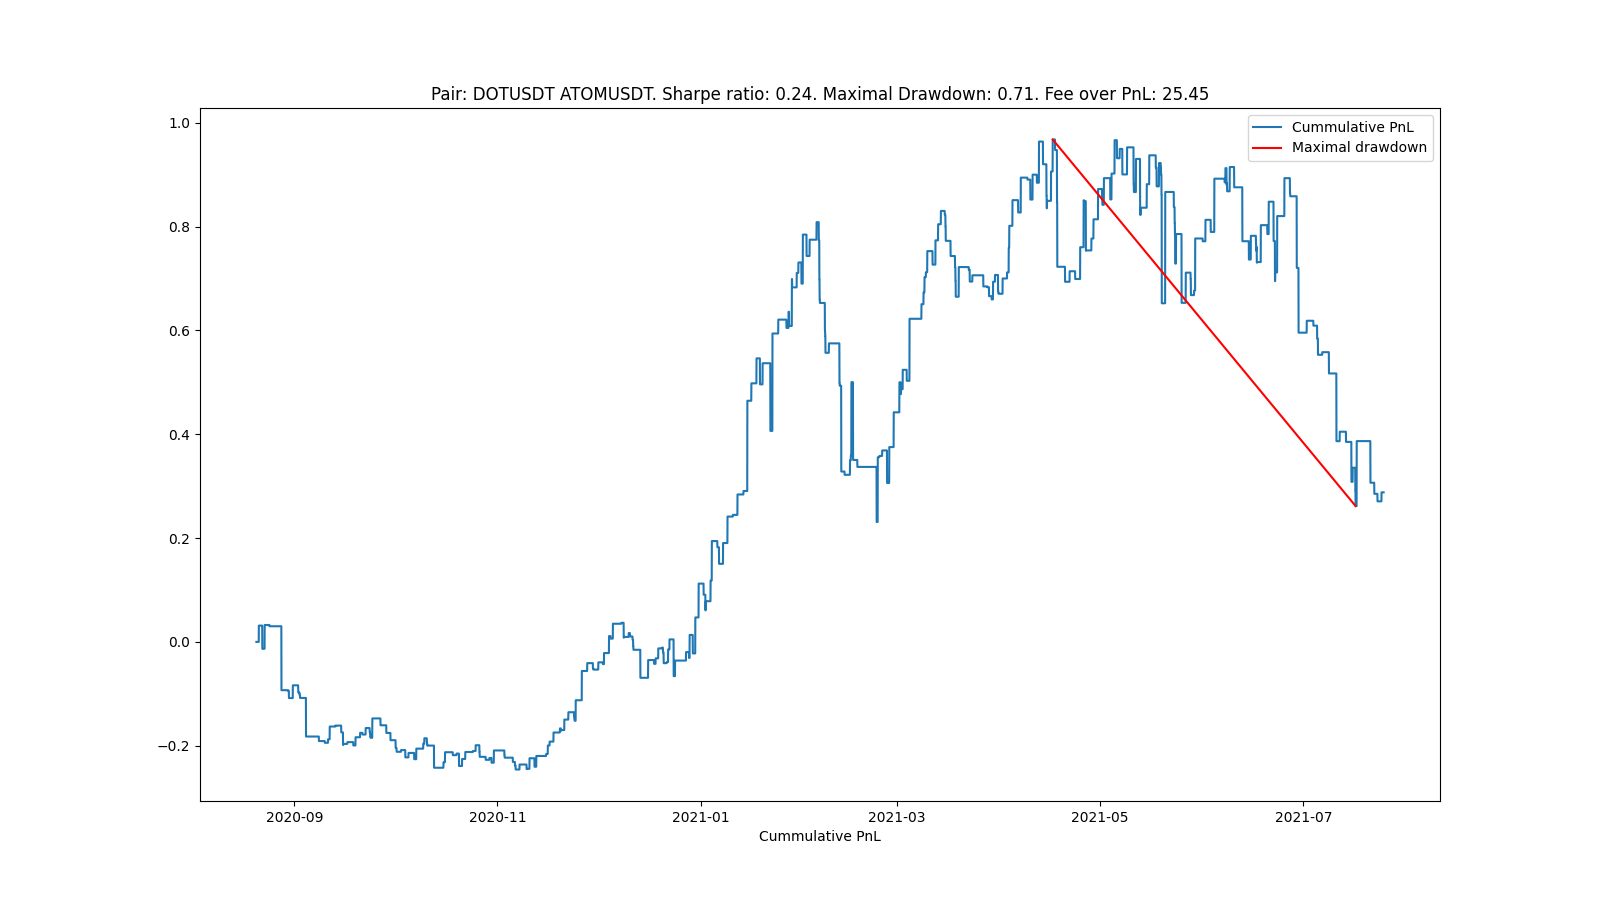 Pair: DOTUSDT ATOMUSDT. Sharpe ratio: 0.24. Maximal Drawdown: 0.71. Fee over PnL: 25.45
Cummulative PnL
Maximal drawdown
1.0
0.8
0.6
0.4
0.2
0.0
−0.2
2020-09 2020-11 2021-01 2021-03 2021-05 2021-07
Cummulative PnL